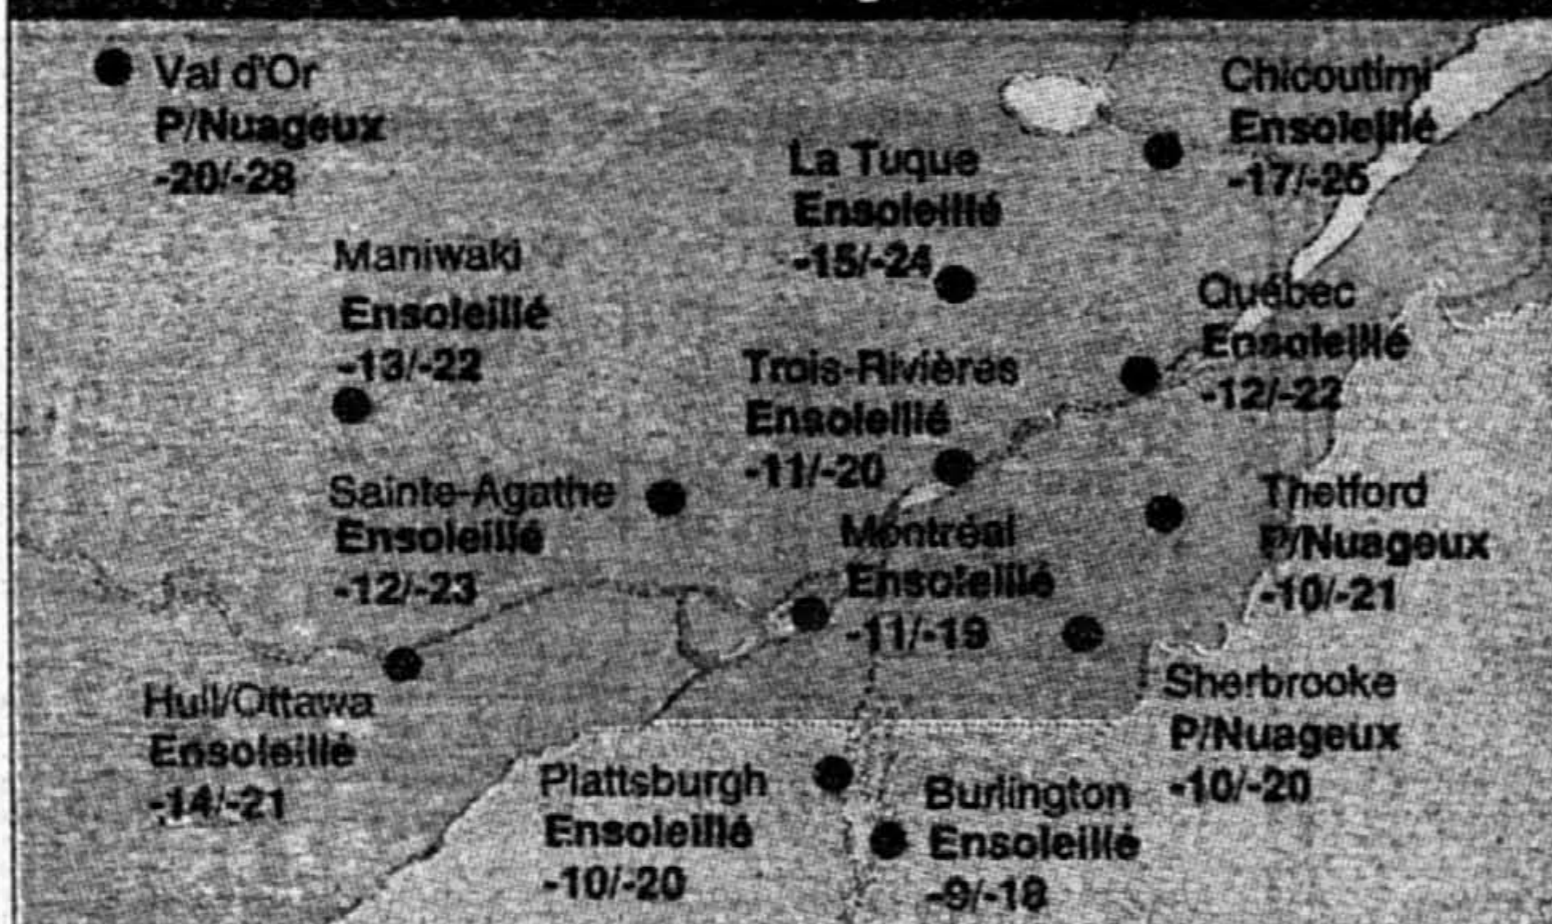 Val d'Or
P/Nuageux
-20/-28
Chicoutimi
Ensoleillé
-17/-25
La Tuque
Ensoleillé
-15/-24
Maniwaki
Ensoleillé
-13/-22
Québec
Ensoleillé
-12/-22
Trois-Rivières
Ensoleillé
-11/-20
Sainte-Agathe
Ensoleillé
-12/-23
Thetford
P/Nuageux
-10/-21
Montréal
Ensoleillé
-11/-19
Hull/Ottawa
Ensoleillé
-14/-21
Sherbrooke
P/Nuageux
-10/-20
Plattsburgh
Ensoleillé
-10/-20
Burlington
Ensoleillé
-9/-18